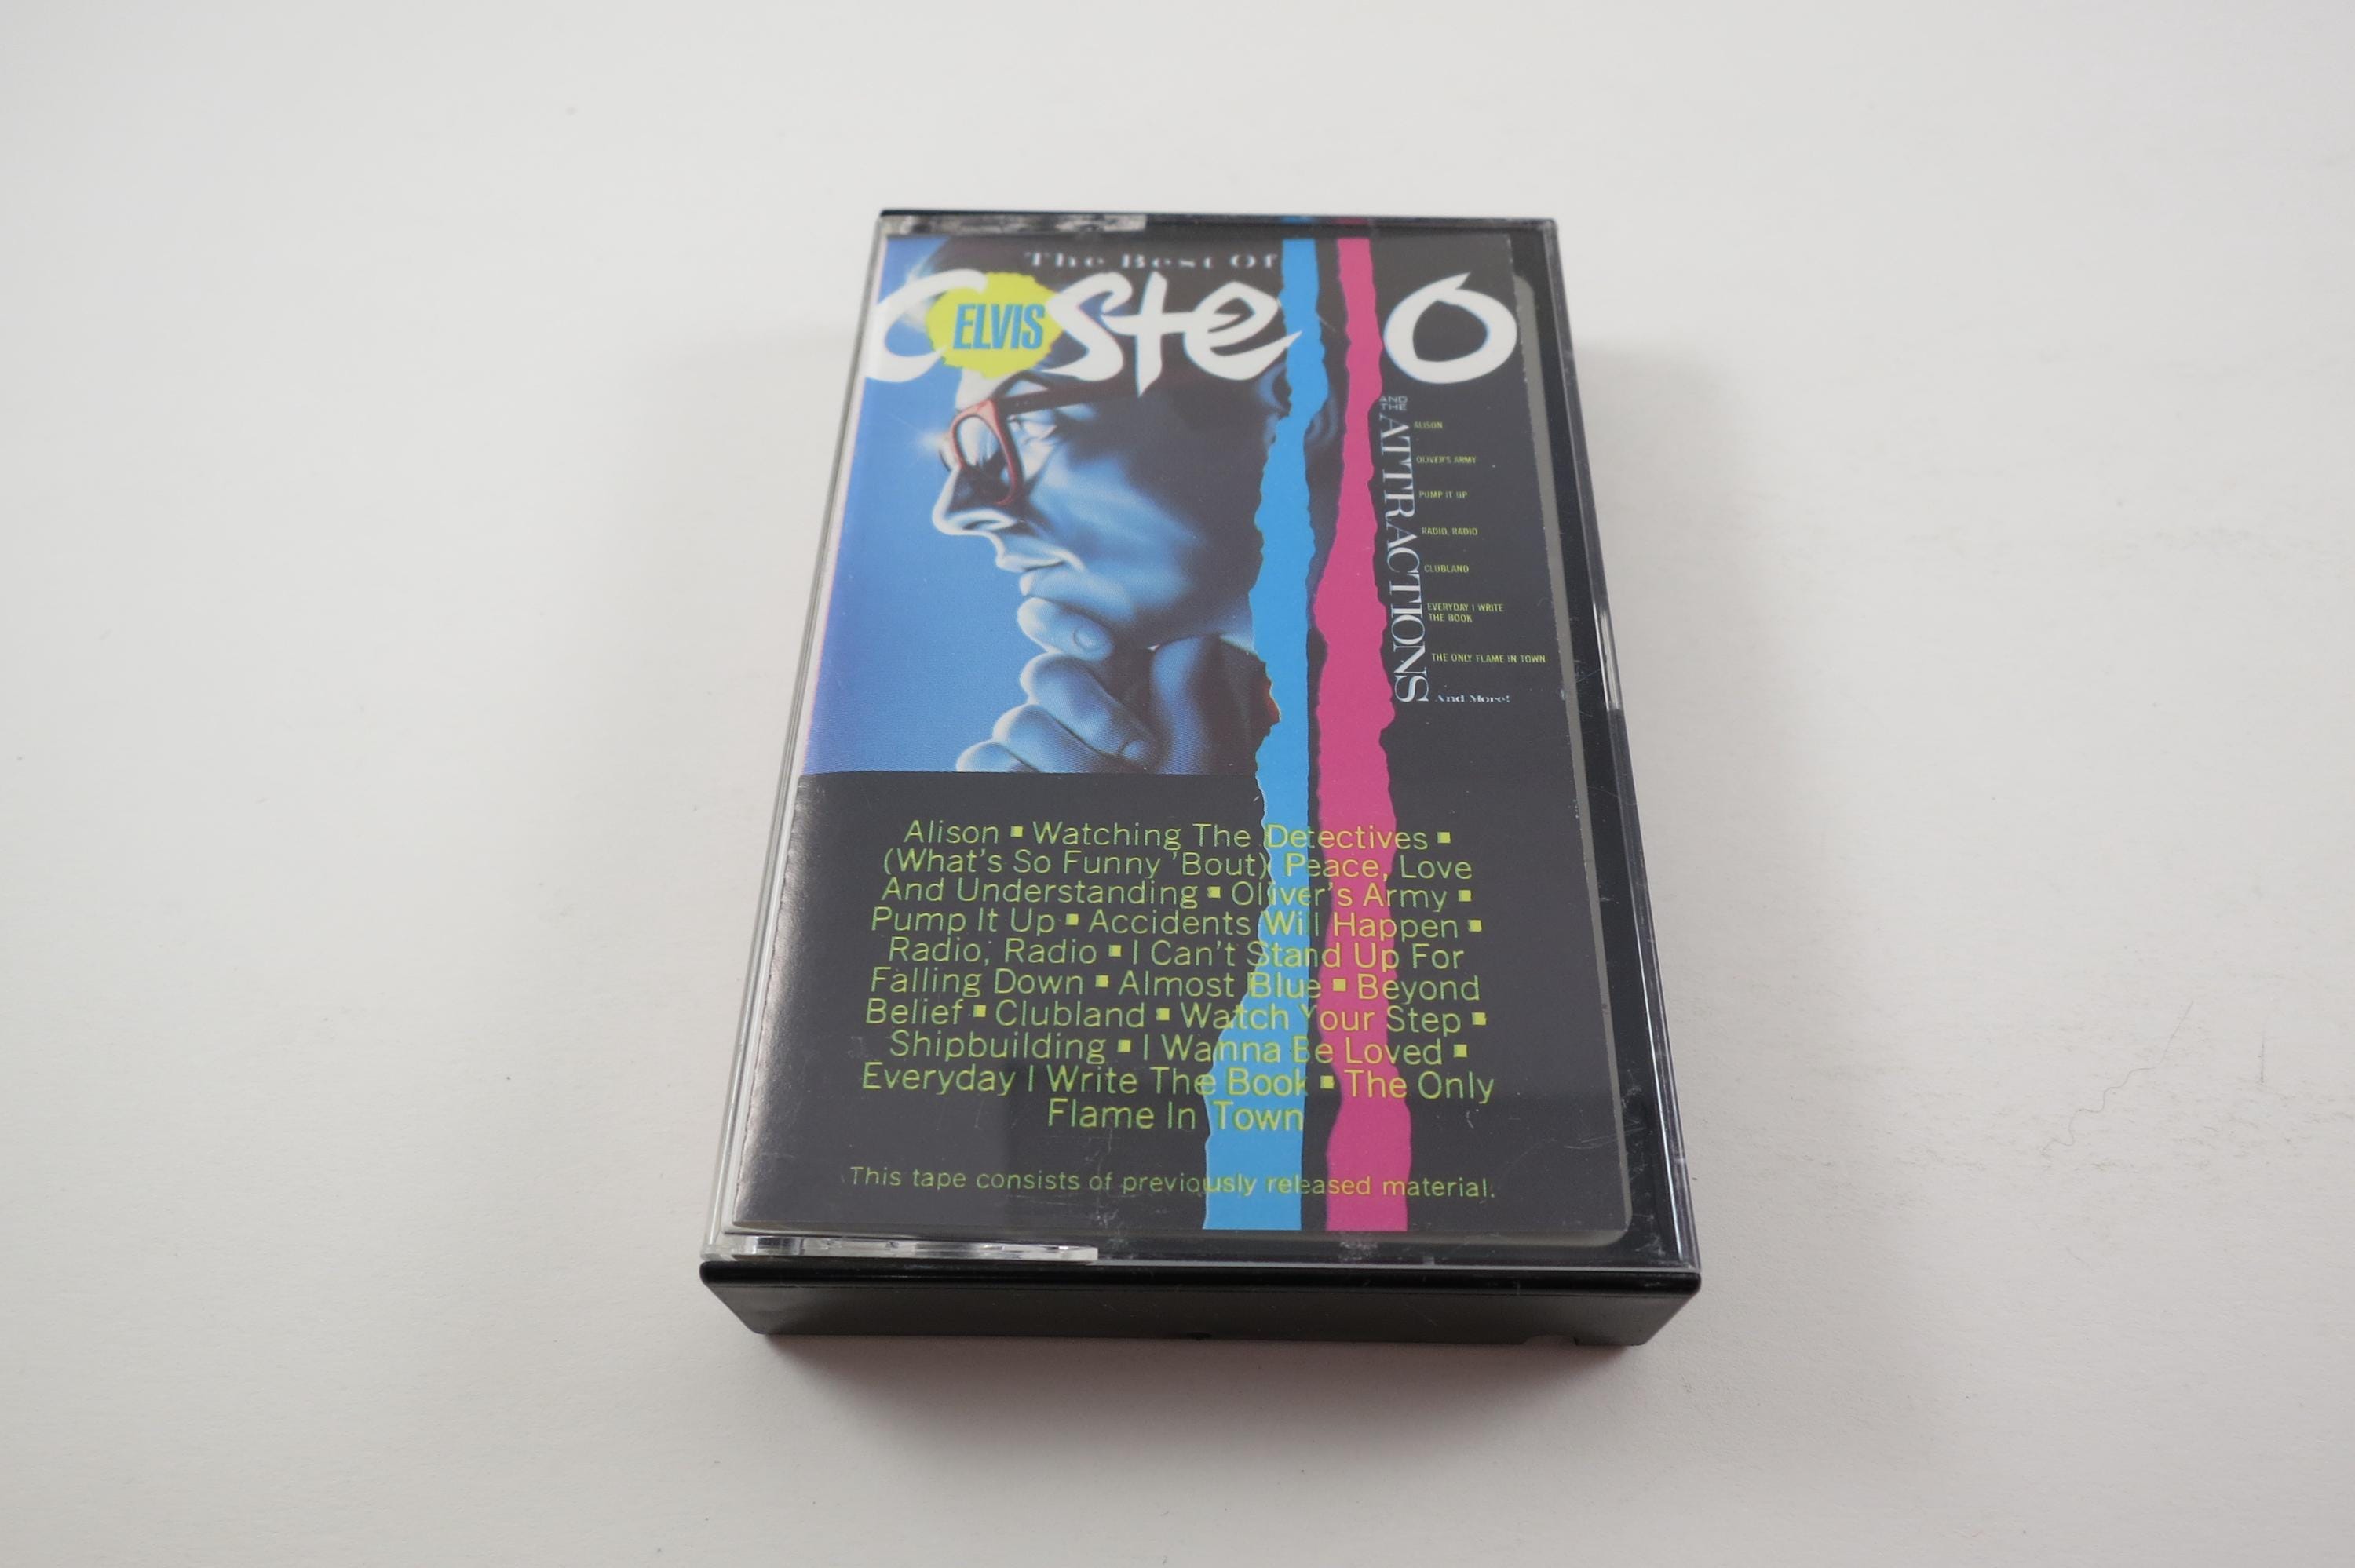 The Best Of
ELVIS
Coste o
AND
THE
ATTRACTIONS
ALISON
OLIVER'S ARMY
PUMP IT UP
RADIO, RADIO
CLUBLAND
EVERYDAY I WRITE
THE BOOK
THE ONLY FLAME IN TOWN
And More!
Alison ▪ Watching The Detectives ▪
(What's So Funny 'Bout) Peace, Love
And Understanding ▪ Oliver's Army ▪
Pump It Up ▪ Accidents Will Happen ▪
Radio, Radio ▪ I Can't Stand Up For
Falling Down ▪ Almost Blue ▪ Beyond
Belief ▪ Clubland ▪ Watch Your Step ▪
Shipbuilding ▪ I Wanna Be Loved ▪
Everyday I Write The Book ▪ The Only
Flame In Town
This tape consists of previously released material.